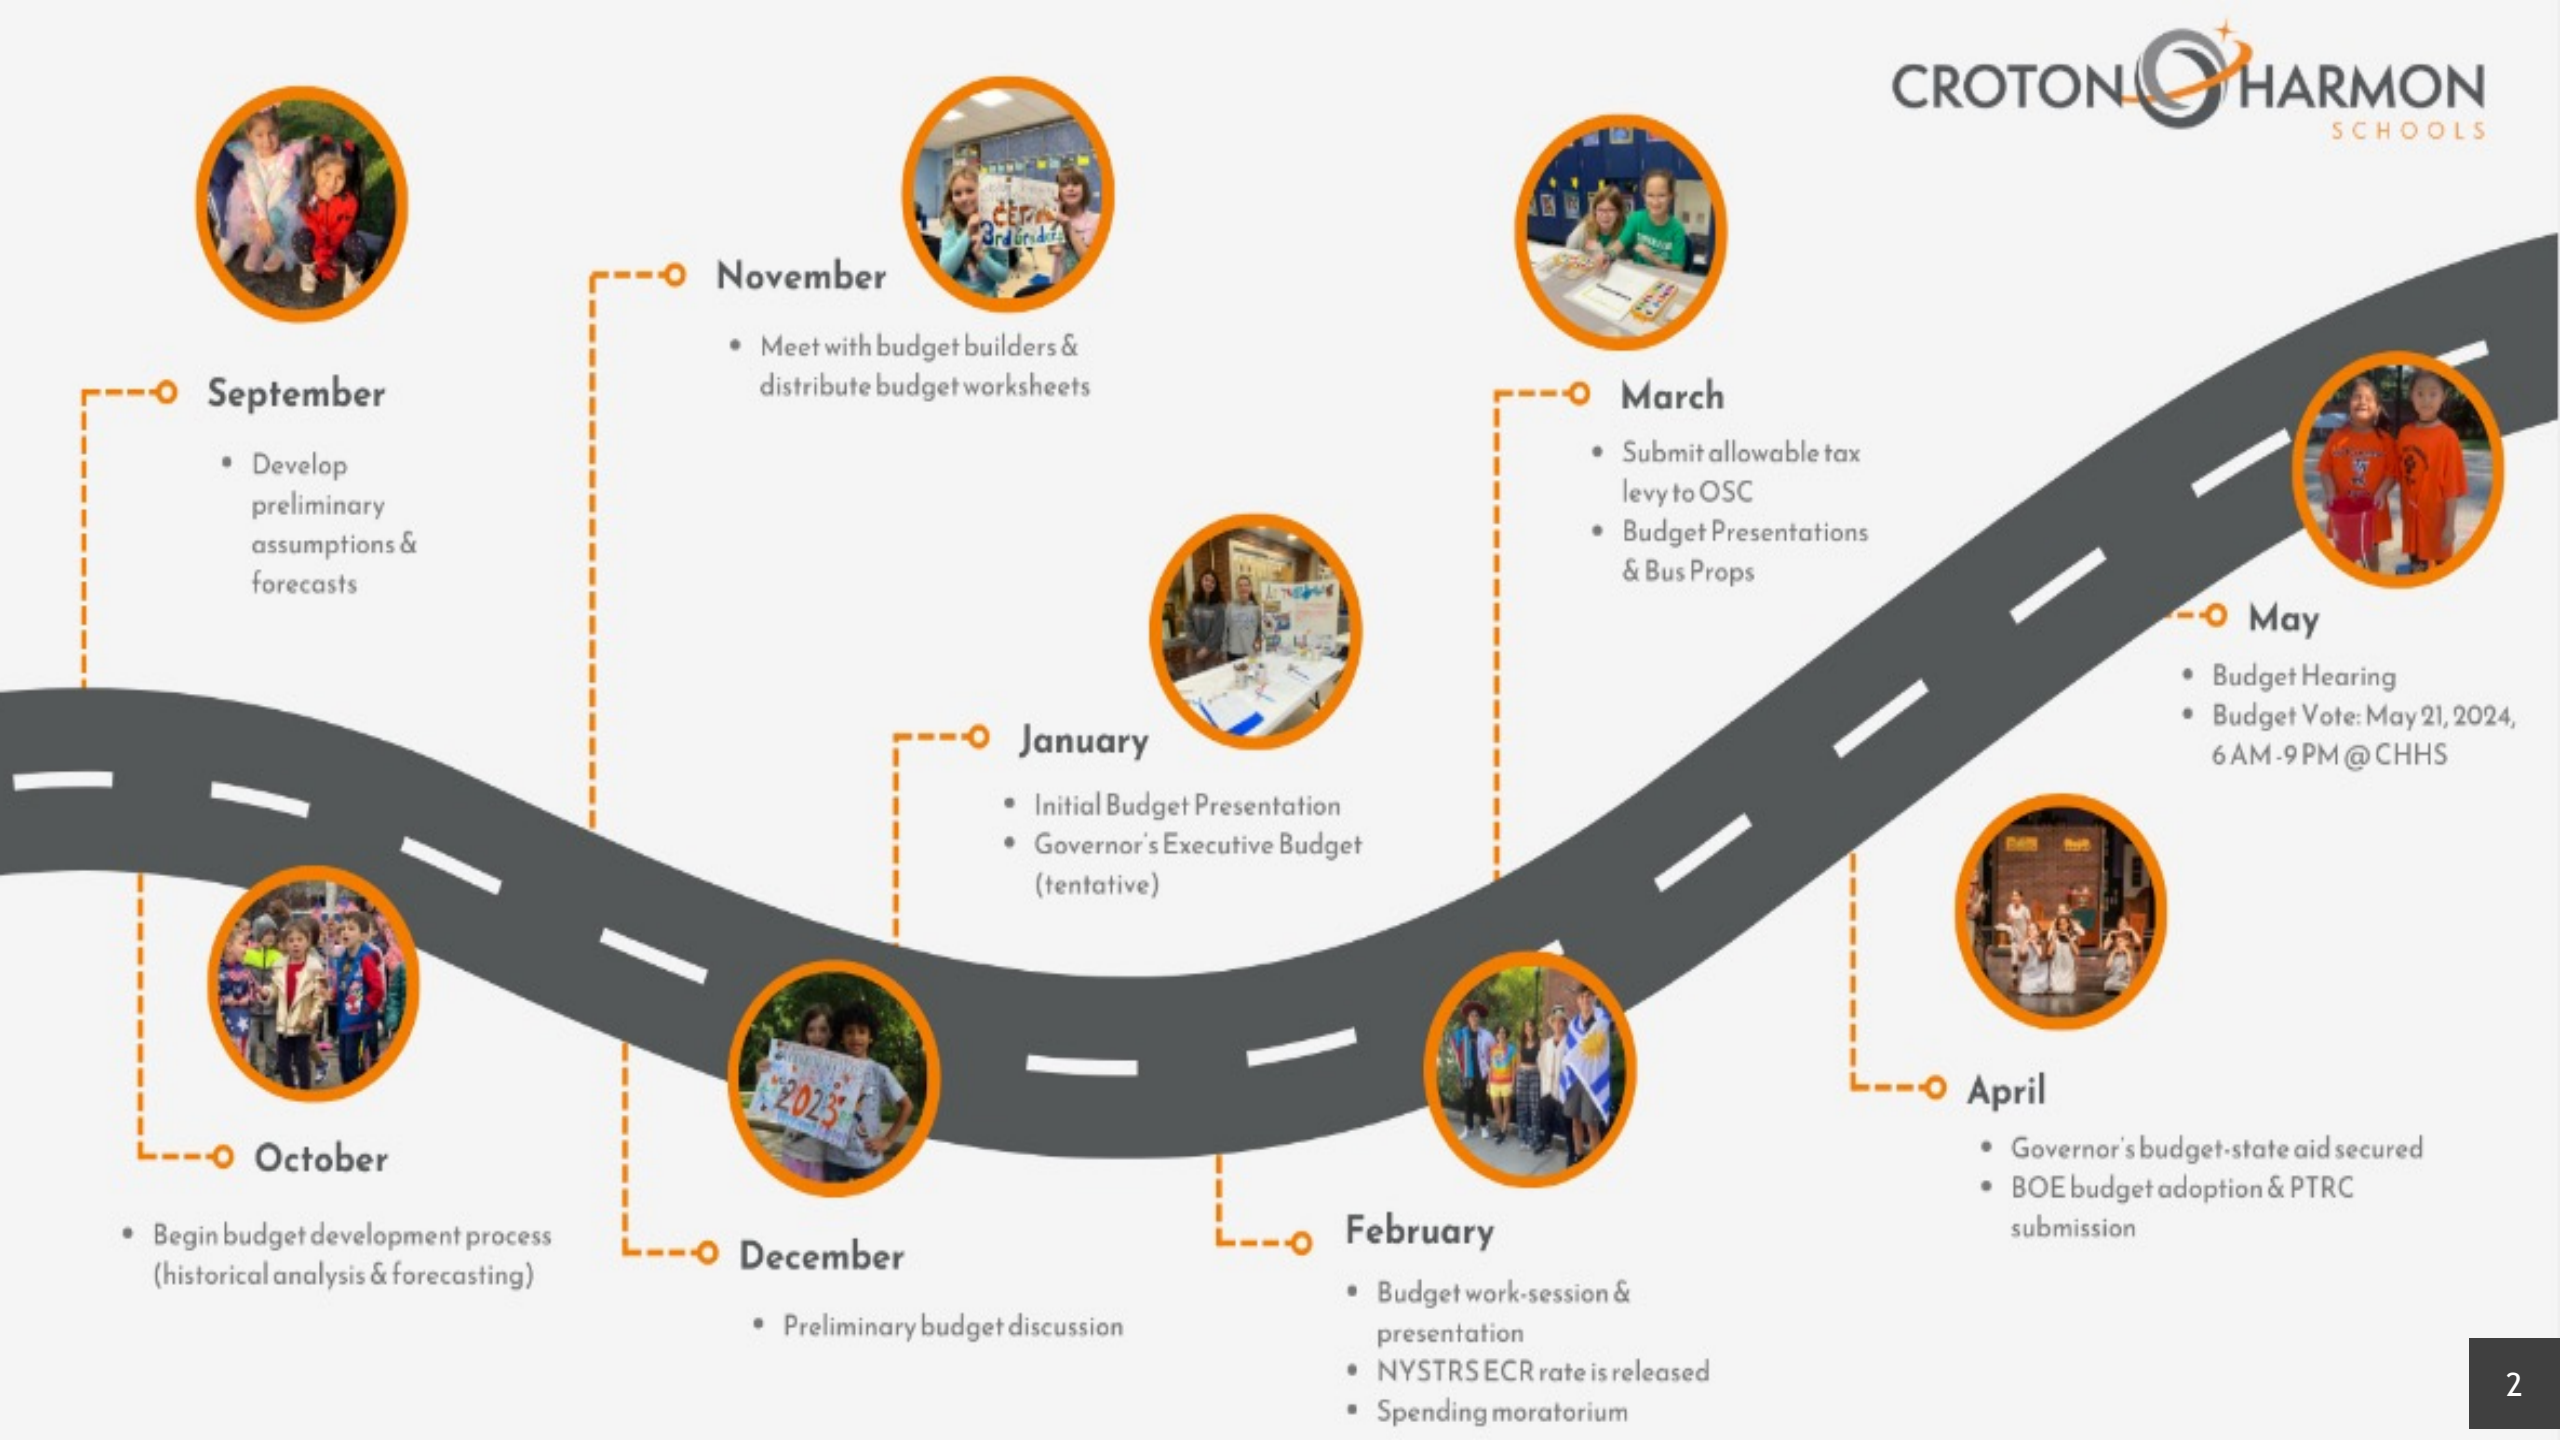 CROTON HARMON
SCHOOLS
September
Develop
preliminary
assumptions &
forecasts
October
Begin budget development process
(historical analysis & forecasting)
November
Meet with budget builders &
distribute budget worksheets
CET
3rd Graders
December
Preliminary budget discussion
2023
January
Initial Budget Presentation
Governor's Executive Budget
(tentative)
February
Budget work-session &
presentation
NYSTRS ECR rate is released
Spending moratorium
March
Submit allowable tax
levy to OSC
Budget Presentations
& Bus Props
April
Governor's budget-state aid secured
BOE budget adoption & PTRC
submission
May
Budget Hearing
Budget Vote: May 21, 2024,
6 AM -9 PM @ CHHS
2